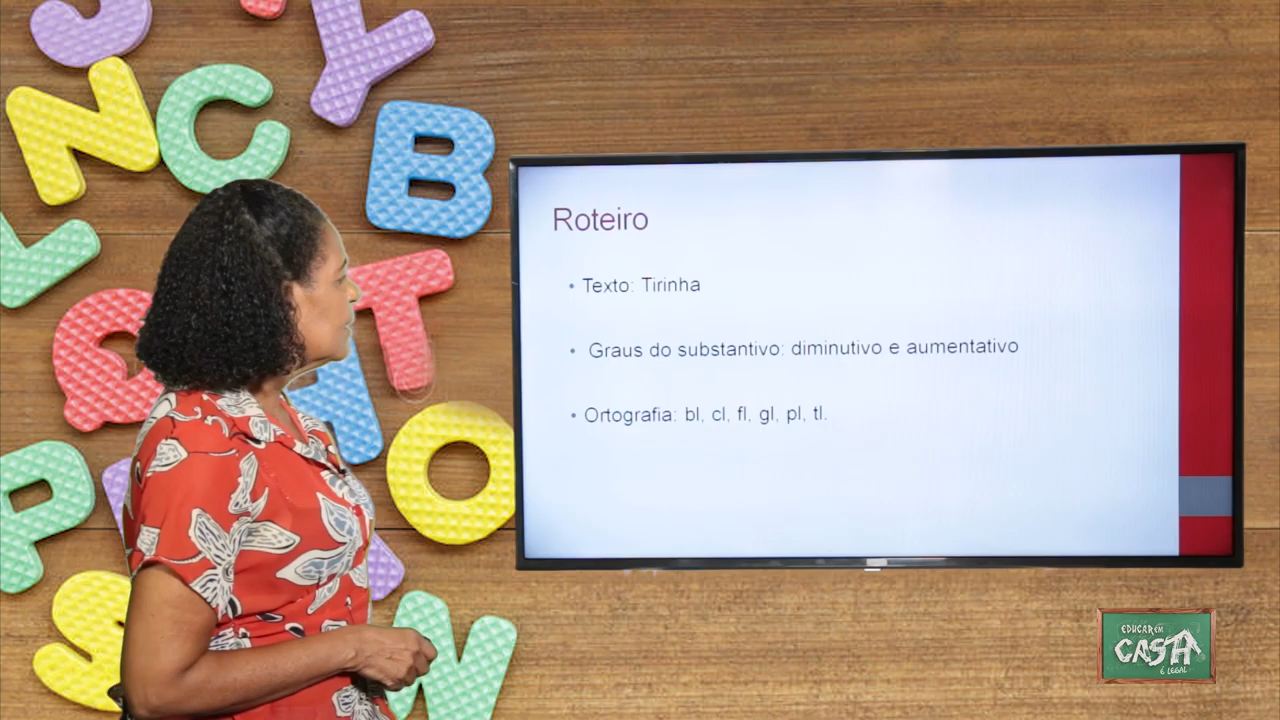 Roteiro
• Texto: Tirinha
• Graus do substantivo: diminutivo e aumentativo
• Ortografia: bl, cl, fl, gl, pl, tl.
J
Y
N
C
B
L
T
O
P
S
EDUCAR EM
CASA
É LEGAL